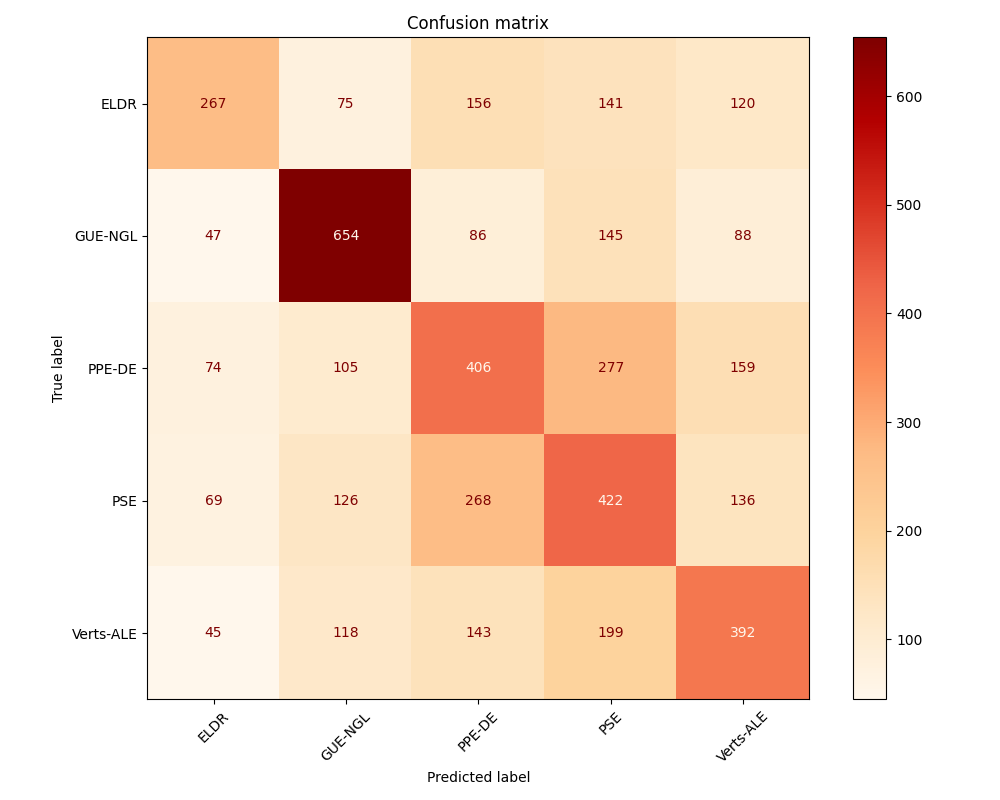 Confusion matrix
ELDR 267 75 156 141 120
GUE-NGL 47 654 86 145 88
PPE-DE 74 105 406 277 159
PSE 69 126 268 422 136
Verts-ALE 45 118 143 199 392
ELDR GUE-NGL PPE-DE PSE Verts-ALE
Predicted label
True label
600
500
400
300
200
100